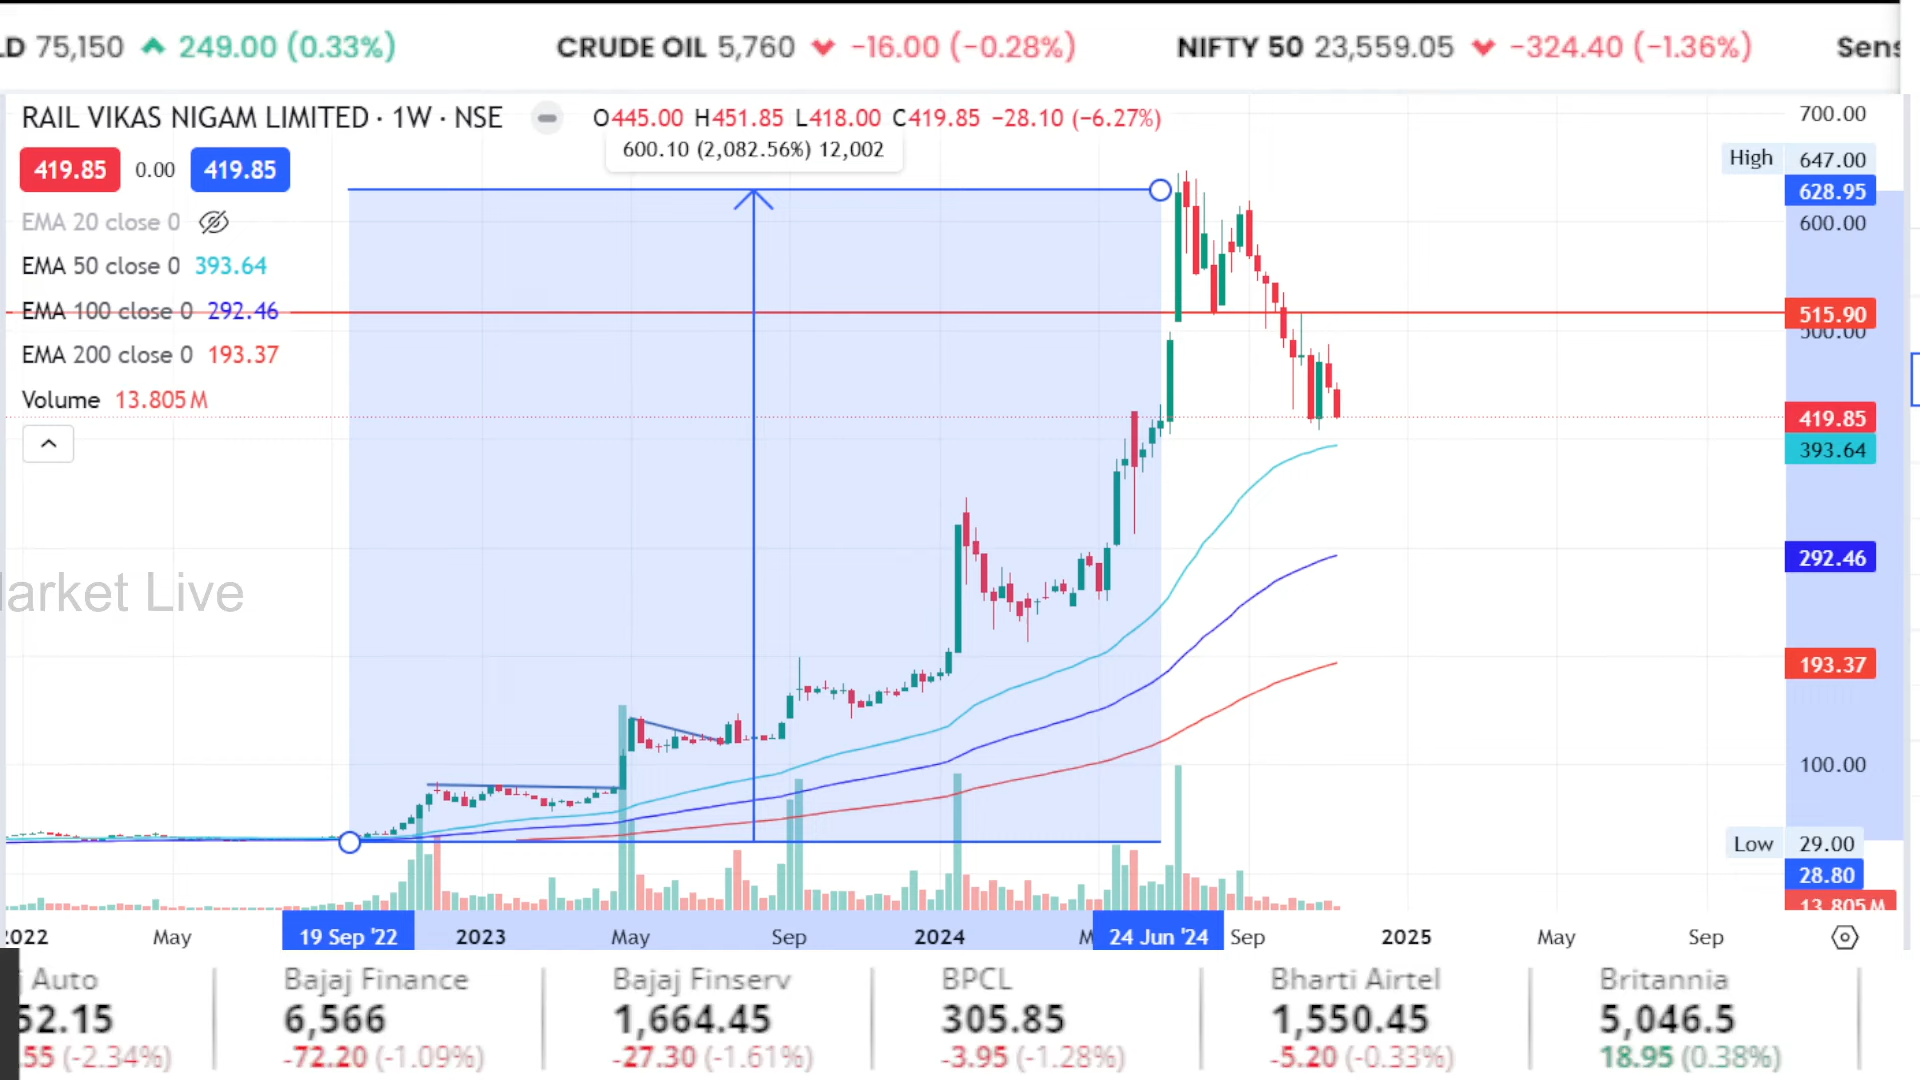 LD 75,150 249.00 (0.33%) CRUDE OIL 5,760 -16.00 (-0.28%) NIFTY 50 23,559.05 -324.40 (-1.36%) Sens
RAIL VIKAS NIGAM LIMITED · 1W · NSE O445.00 H451.85 L418.00 C419.85 -28.10 (-6.27%)
600.10 (2,082.56%) 12,002
419.85 0.00 419.85
EMA 20 close 0
EMA 50 close 0 393.64
EMA 100 close 0 292.46
EMA 200 close 0 193.37
Volume 13.805 M
arket Live
700.00
High 647.00
628.95
600.00
515.90
500.00
419.85
393.64
292.46
193.37
100.00
Low 29.00
28.80
13.805 M
2022 May 19 Sep '22 2023 May Sep 2024 M 24 Jun '24 Sep 2025 May Sep
j Auto Bajaj Finance Bajaj Finserv BPCL Bharti Airtel Britannia
52.15 6,566 1,664.45 305.85 1,550.45 5,046.5
.55 (-2.34%) -72.20 (-1.09%) -27.30 (-1.61%) -3.95 (-1.28%) -5.20 (-0.33%) 18.95 (0.38%)